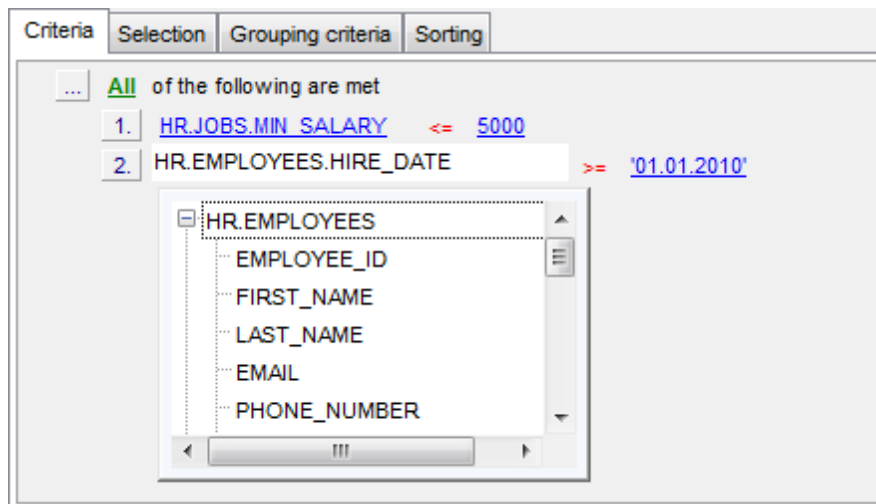 Criteria Selection Grouping criteria Sorting
... All of the following are met
1. HR.JOBS.MIN_SALARY <= 5000
2. HR.EMPLOYEES.HIRE_DATE >= '01.01.2010'
HR.EMPLOYEES
EMPLOYEE_ID
FIRST_NAME
LAST_NAME
EMAIL
PHONE_NUMBER